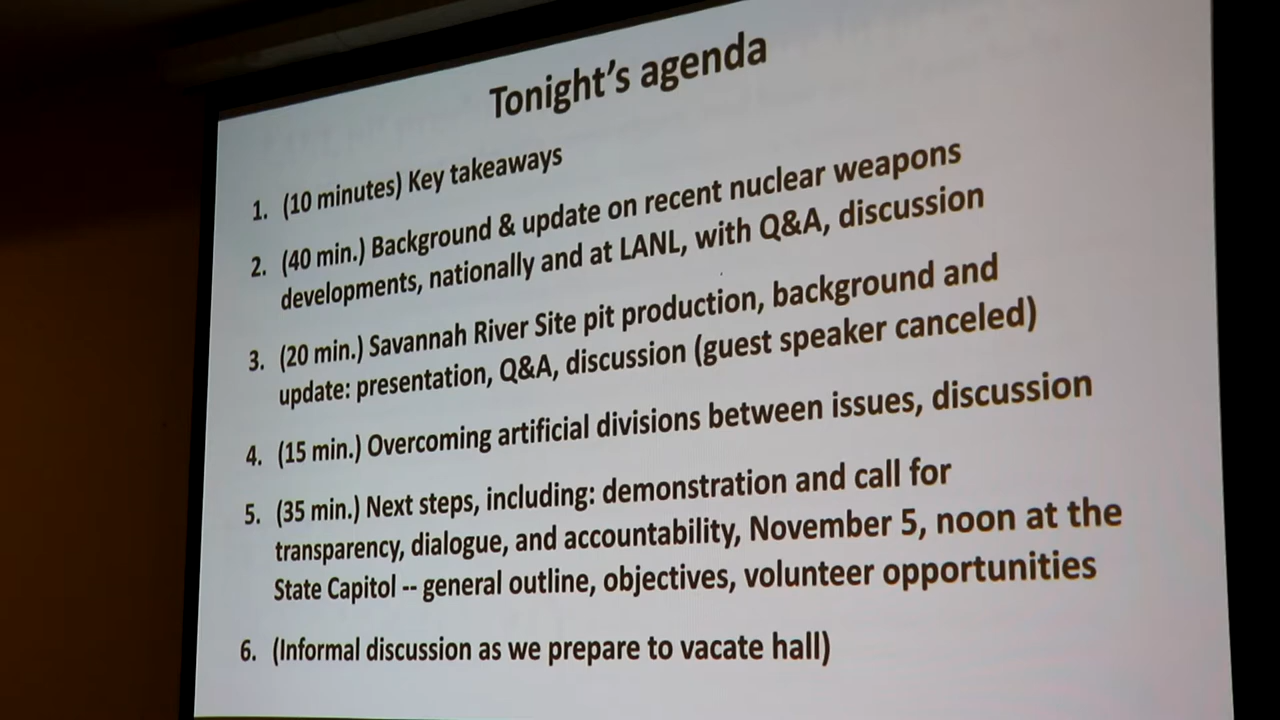 Tonight's agenda
1. (10 minutes) Key takeaways
2. (40 min.) Background & update on recent nuclear weapons
developments, nationally and at LANL, with Q&A, discussion
3. (20 min.) Savannah River Site pit production, background and
update: presentation, Q&A, discussion (guest speaker canceled)
4. (15 min.) Overcoming artificial divisions between issues, discussion
5. (35 min.) Next steps, including: demonstration and call for
transparency, dialogue, and accountability, November 5, noon at the
State Capitol -- general outline, objectives, volunteer opportunities
6. (Informal discussion as we prepare to vacate hall)